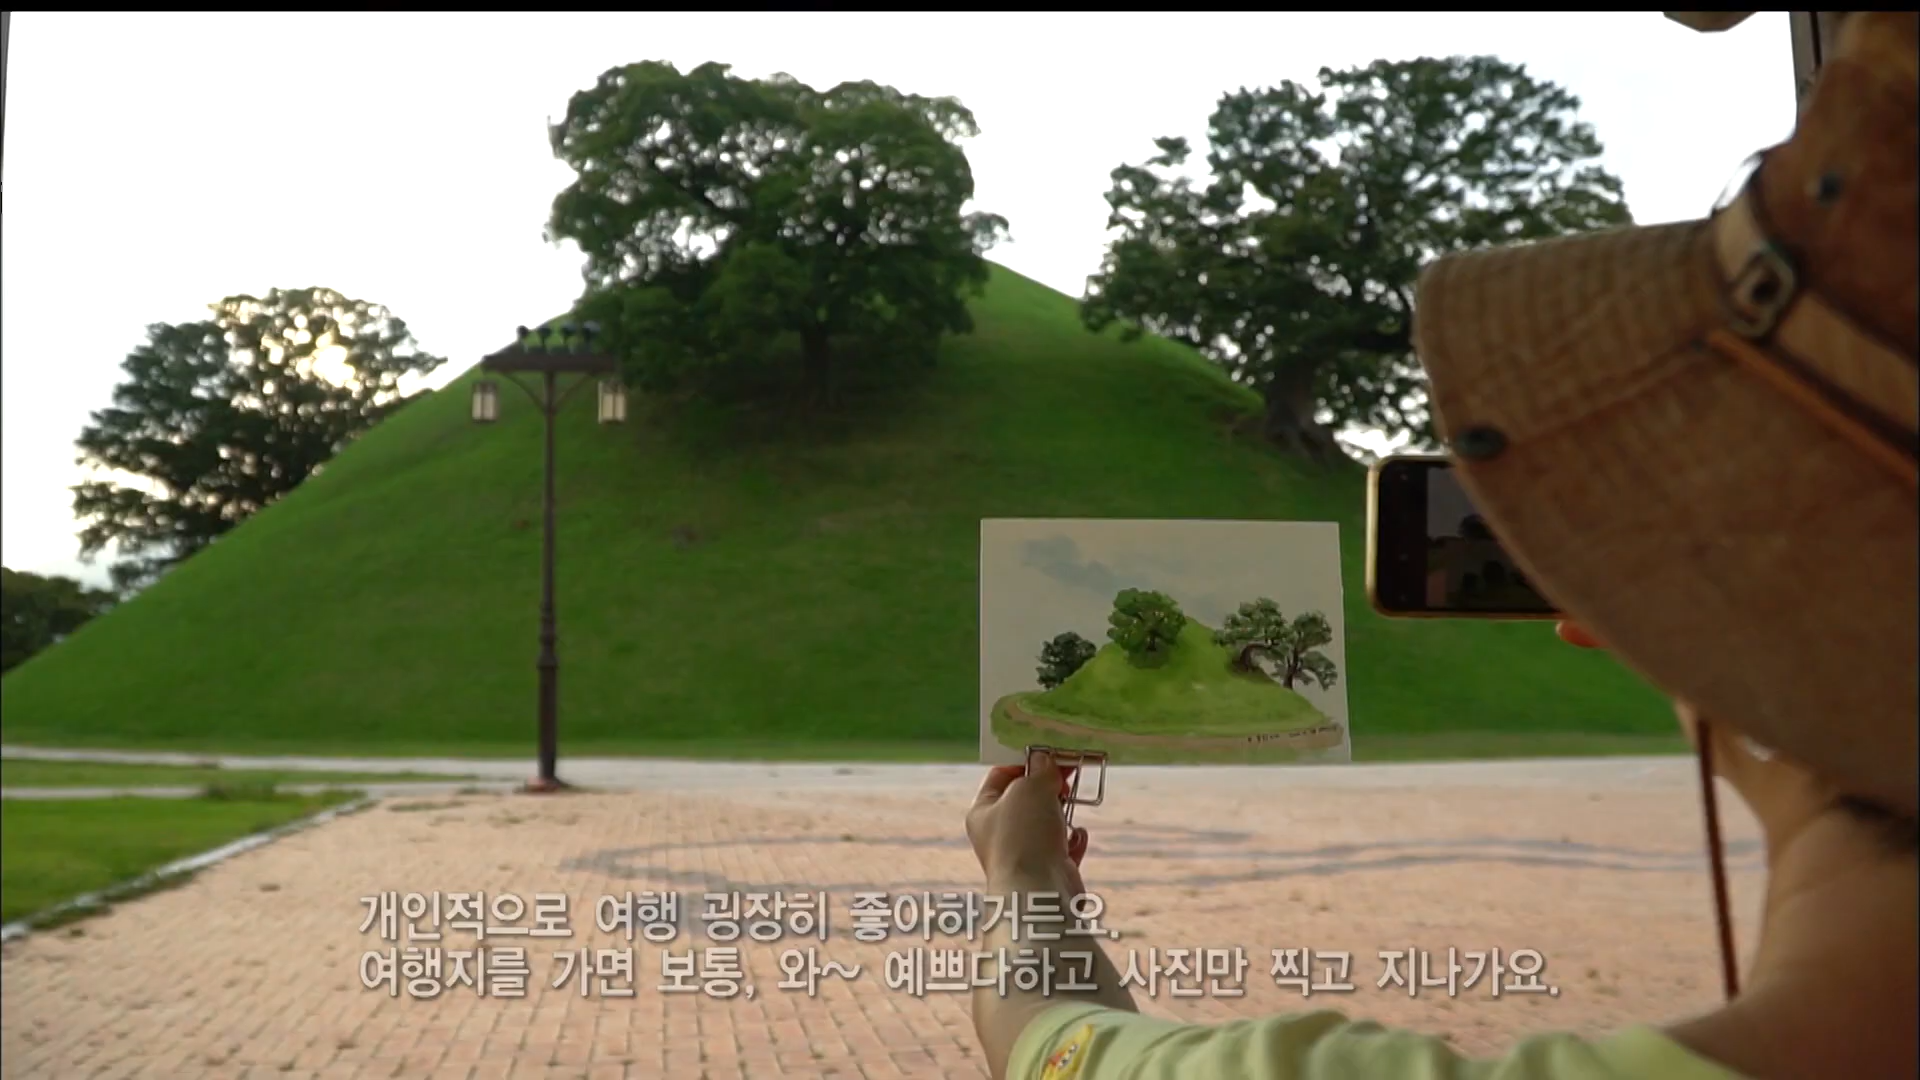 개인적으로 여행 굉장히 좋아하거든요.
여행지를 가면 보통, 와~ 예쁘다하고 사진만 찍고 지나가요.